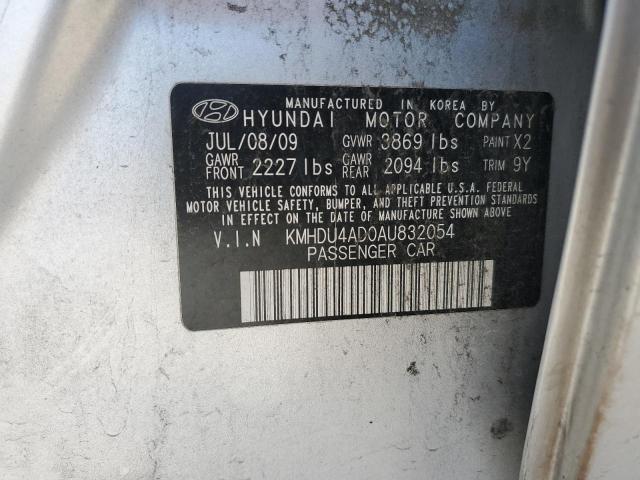 MANUFACTURED IN KOREA BY
HYUNDAI MOTOR COMPANY
JUL/08/09 GVWR 3869 lbs PAINT X2
GAWR FRONT 2227 lbs GAWR REAR 2094 lbs TRIM 9Y
THIS VEHICLE CONFORMS TO ALL APPLICABLE U.S.A. FEDERAL
MOTOR VEHICLE SAFETY, BUMPER, AND THEFT PREVENTION STANDARDS
IN EFFECT ON THE DATE OF MANUFACTURE SHOWN ABOVE.
V.I.N KMHDU4AD0AU832054
PASSENGER CAR